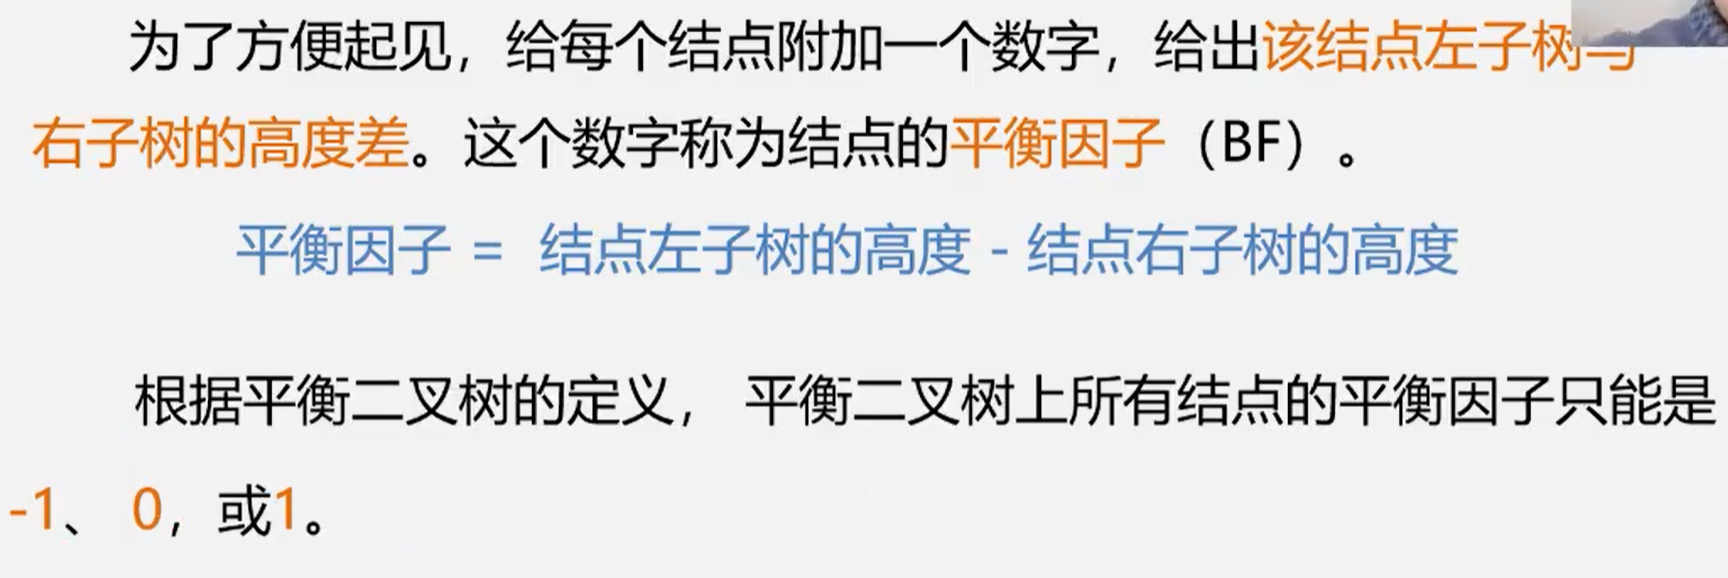 为了方便起见，给每个结点附加一个数字，给出该结点左子树与
右子树的高度差。这个数字称为结点的平衡因子（BF）。
平衡因子 = 结点左子树的高度 - 结点右子树的高度
根据平衡二叉树的定义， 平衡二叉树上所有结点的平衡因子只能是
-1、 0，或1。